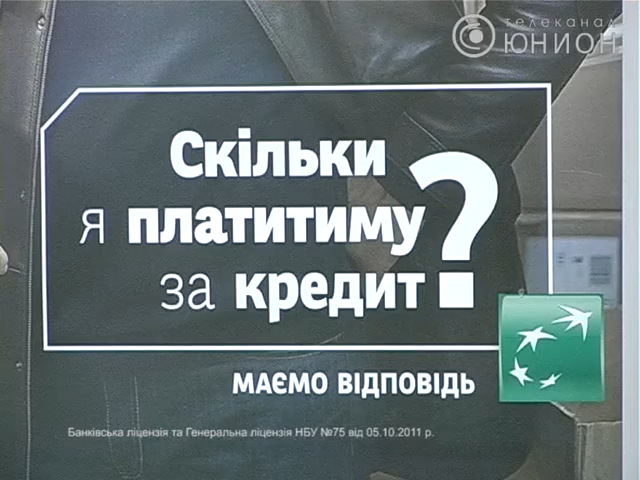 телеканал
ЮНИОН
Скільки
я платитиму
за кредит?
МАЄМО ВІДПОВІДЬ
Банківська ліцензія та Генеральна ліцензія НБУ №75 від 05.10.2011 р.